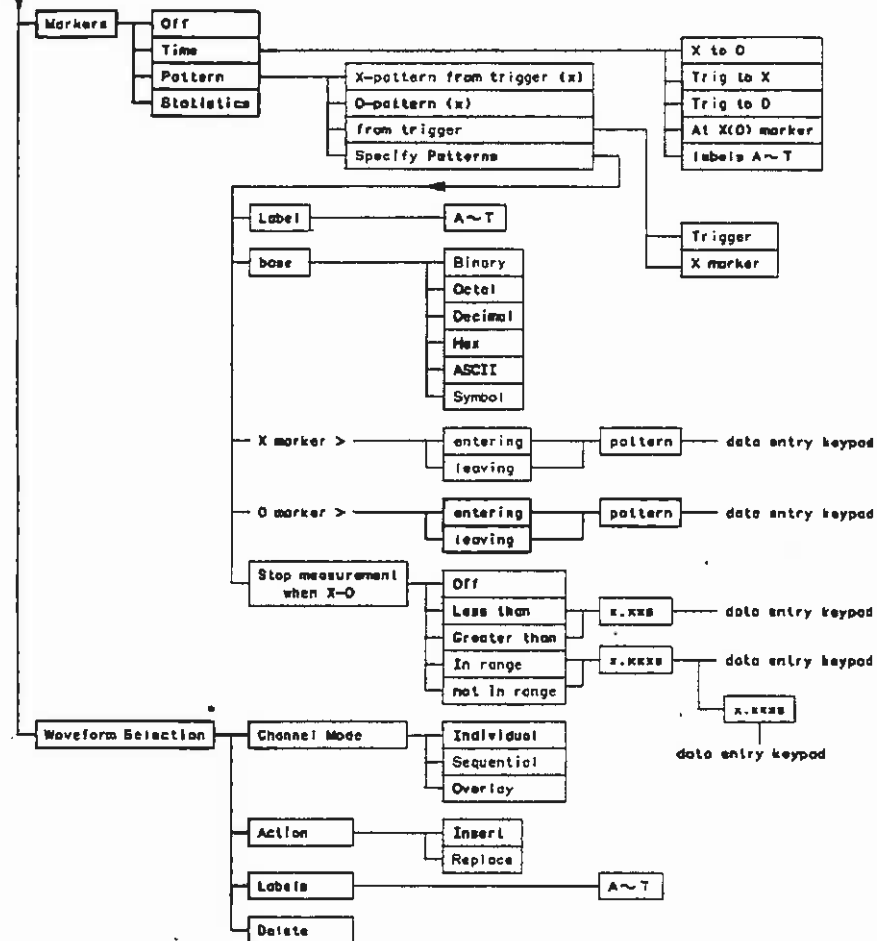 Markers
Off
Time
Pattern
Statistics
X to O
Trig to X
Trig to O
At X(O) marker
labels A~T
X-pattern from trigger (x)
O-pattern (x)
from trigger
Specify Patterns
Trigger
X marker
Label
A~T
base
Binary
Octal
Decimal
Hex
ASCII
Symbol
X marker >
entering
leaving
pattern
data entry keypad
O marker >
entering
leaving
pattern
data entry keypad
Stop measurement
when X-O
Off
Less than
Greater than
In range
not in range
x.xxs
data entry keypad
x.xxxs
data entry keypad
x.xxxs
data entry keypad
Waveform Selection
Channel Mode
Individual
Sequential
Overlay
Action
Insert
Replace
Labels
A~T
Delete